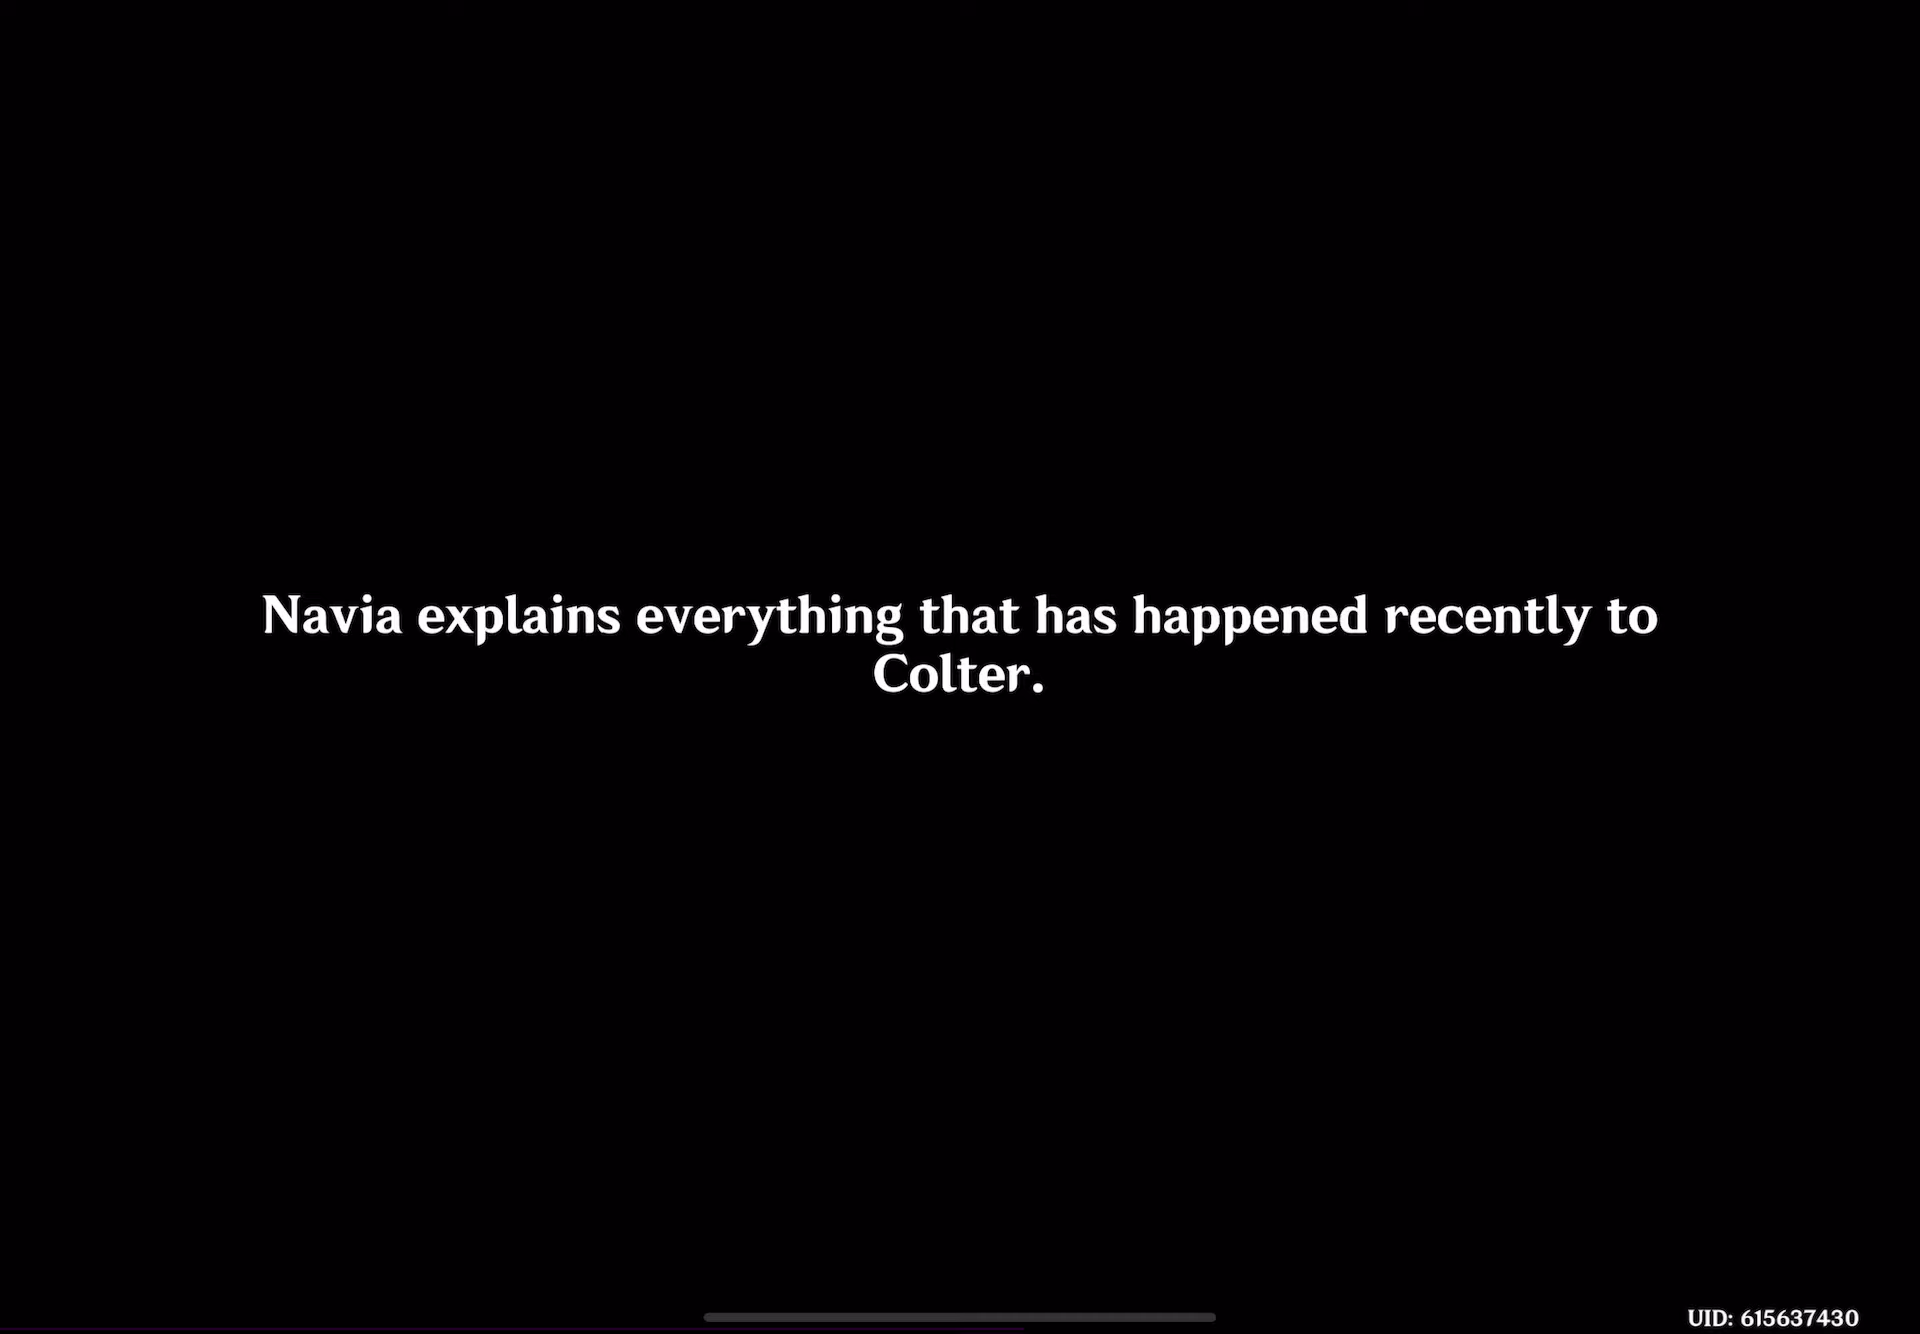 Navia explains everything that has happened recently to
Colter.
UID: 615637430